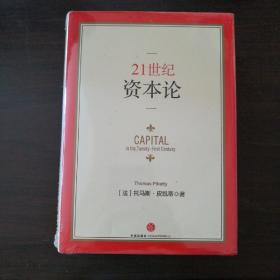 21世纪
资本论
CAPITAL
in the Twenty-First Century
Thomas Piketty
[法] 托马斯·皮凯蒂 著